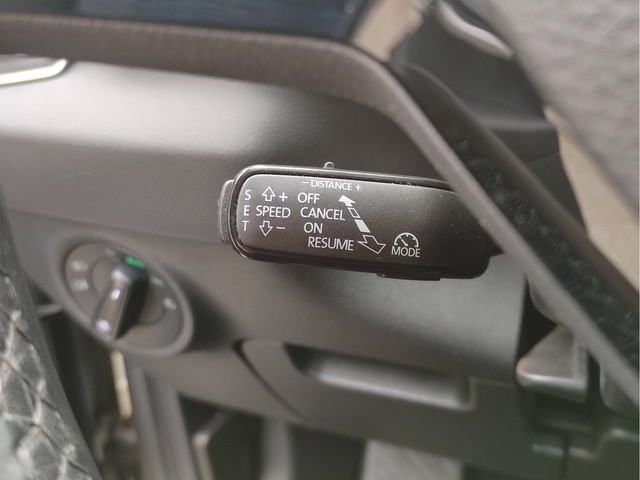 - DISTANCE +
S + OFF
E SPEED CANCEL
T - ON
RESUME
MODE